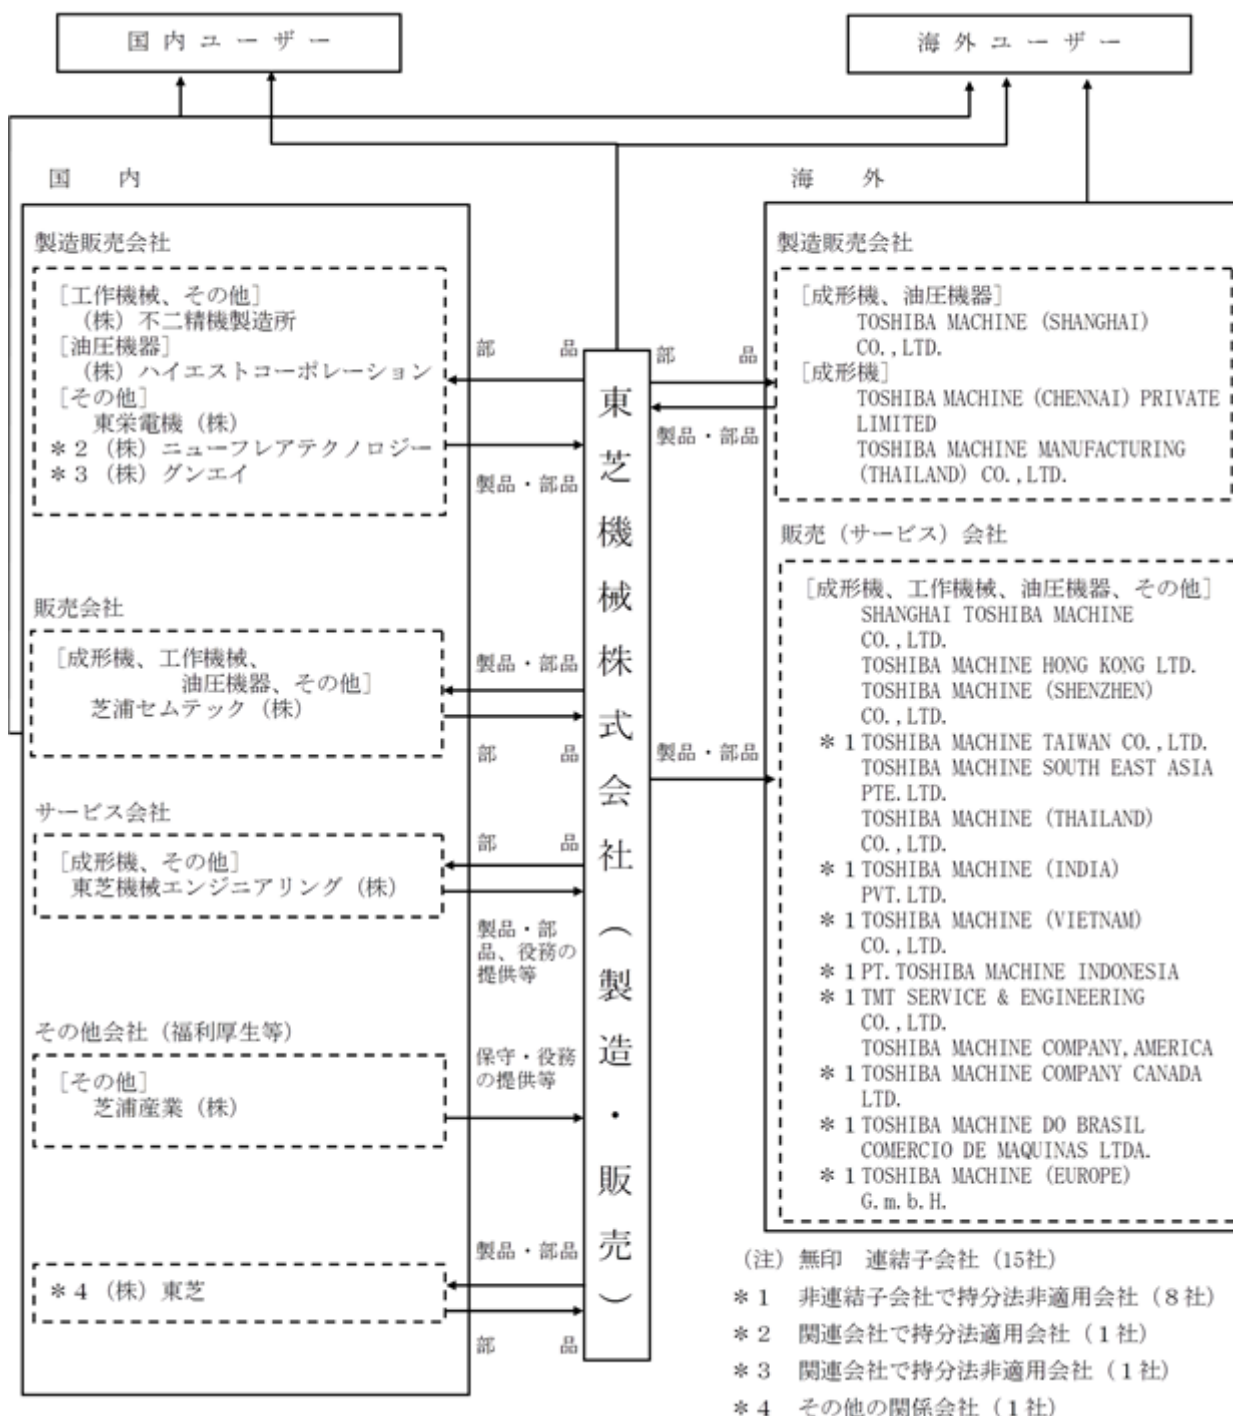 国内ユーザー
海外ユーザー
国　内
製造販売会社
[工作機械、その他]
(株) 不二精機製造所
[油圧機器]
(株) ハイエストコーポレーション
[その他]
東栄電機 (株)
＊2 (株) ニューフレアテクノロジー
＊3 (株) グンエイ
販売会社
[成形機、工作機械、
油圧機器、その他]
芝浦セムテック (株)
サービス会社
[成形機、その他]
東芝機械エンジニアリング (株)
その他会社 (福利厚生等)
[その他]
芝浦産業 (株)
＊4 (株) 東芝
部　品
製品・部品
製品・部品
部　品
部　品
製品・部
品、役務の
提供等
保守・役務
の提供等
製品・部品
部　品
東芝機械株式会社（製造・販売）
部　品
製品・部品
製品・部品
海　外
製造販売会社
[成形機、油圧機器]
TOSHIBA MACHINE (SHANGHAI)
CO.,LTD.
[成形機]
TOSHIBA MACHINE (CHENNAI) PRIVATE
LIMITED
TOSHIBA MACHINE MANUFACTURING
(THAILAND) CO.,LTD.
販売 (サービス) 会社
[成形機、工作機械、油圧機器、その他]
SHANGHAI TOSHIBA MACHINE
CO.,LTD.
TOSHIBA MACHINE HONG KONG LTD.
TOSHIBA MACHINE (SHENZHEN)
CO.,LTD.
＊1 TOSHIBA MACHINE TAIWAN CO.,LTD.
TOSHIBA MACHINE SOUTH EAST ASIA
PTE.LTD.
TOSHIBA MACHINE (THAILAND)
CO.,LTD.
＊1 TOSHIBA MACHINE (INDIA)
PVT.LTD.
＊1 TOSHIBA MACHINE (VIETNAM)
CO.,LTD.
＊1 PT.TOSHIBA MACHINE INDONESIA
＊1 TMT SERVICE & ENGINEERING
CO.,LTD.
TOSHIBA MACHINE COMPANY,AMERICA
＊1 TOSHIBA MACHINE COMPANY CANADA
LTD.
＊1 TOSHIBA MACHINE DO BRASIL
COMERCIO DE MAQUINAS LTDA.
＊1 TOSHIBA MACHINE (EUROPE)
G.m.b.H.
(注) 無印　連結子会社 (15社)
＊1　非連結子会社で持分法非適用会社 (8社)
＊2　関連会社で持分法適用会社 (1社)
＊3　関連会社で持分法非適用会社 (1社)
＊4　その他の関係会社 (1社)